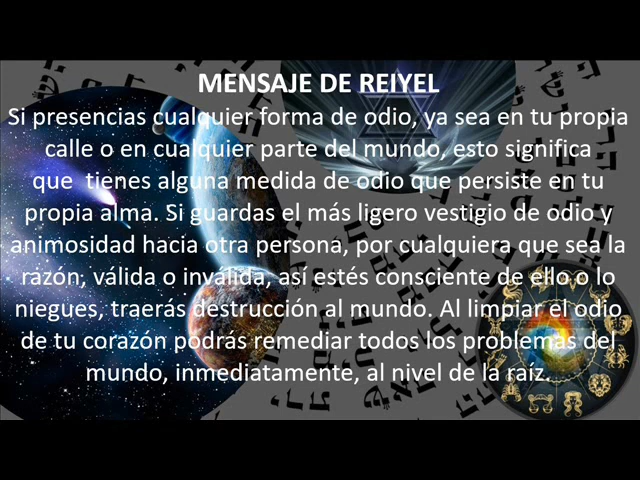 MENSAJE DE REIYEL
Si presencias cualquier forma de odio, ya sea en tu propia
calle o en cualquier parte del mundo, esto significa
que  tienes alguna medida de odio que persiste en tu
propia alma. Si guardas el más ligero vestigio de odio y
animosidad hacia otra persona, por cualquiera que sea la
razón, válida o inválida, así estés consciente de ello o lo
niegues, traerás destrucción al mundo. Al limpiar el odio
de tu corazón podrás remediar todos los problemas del
mundo, inmediatamente, al nivel de la raíz.